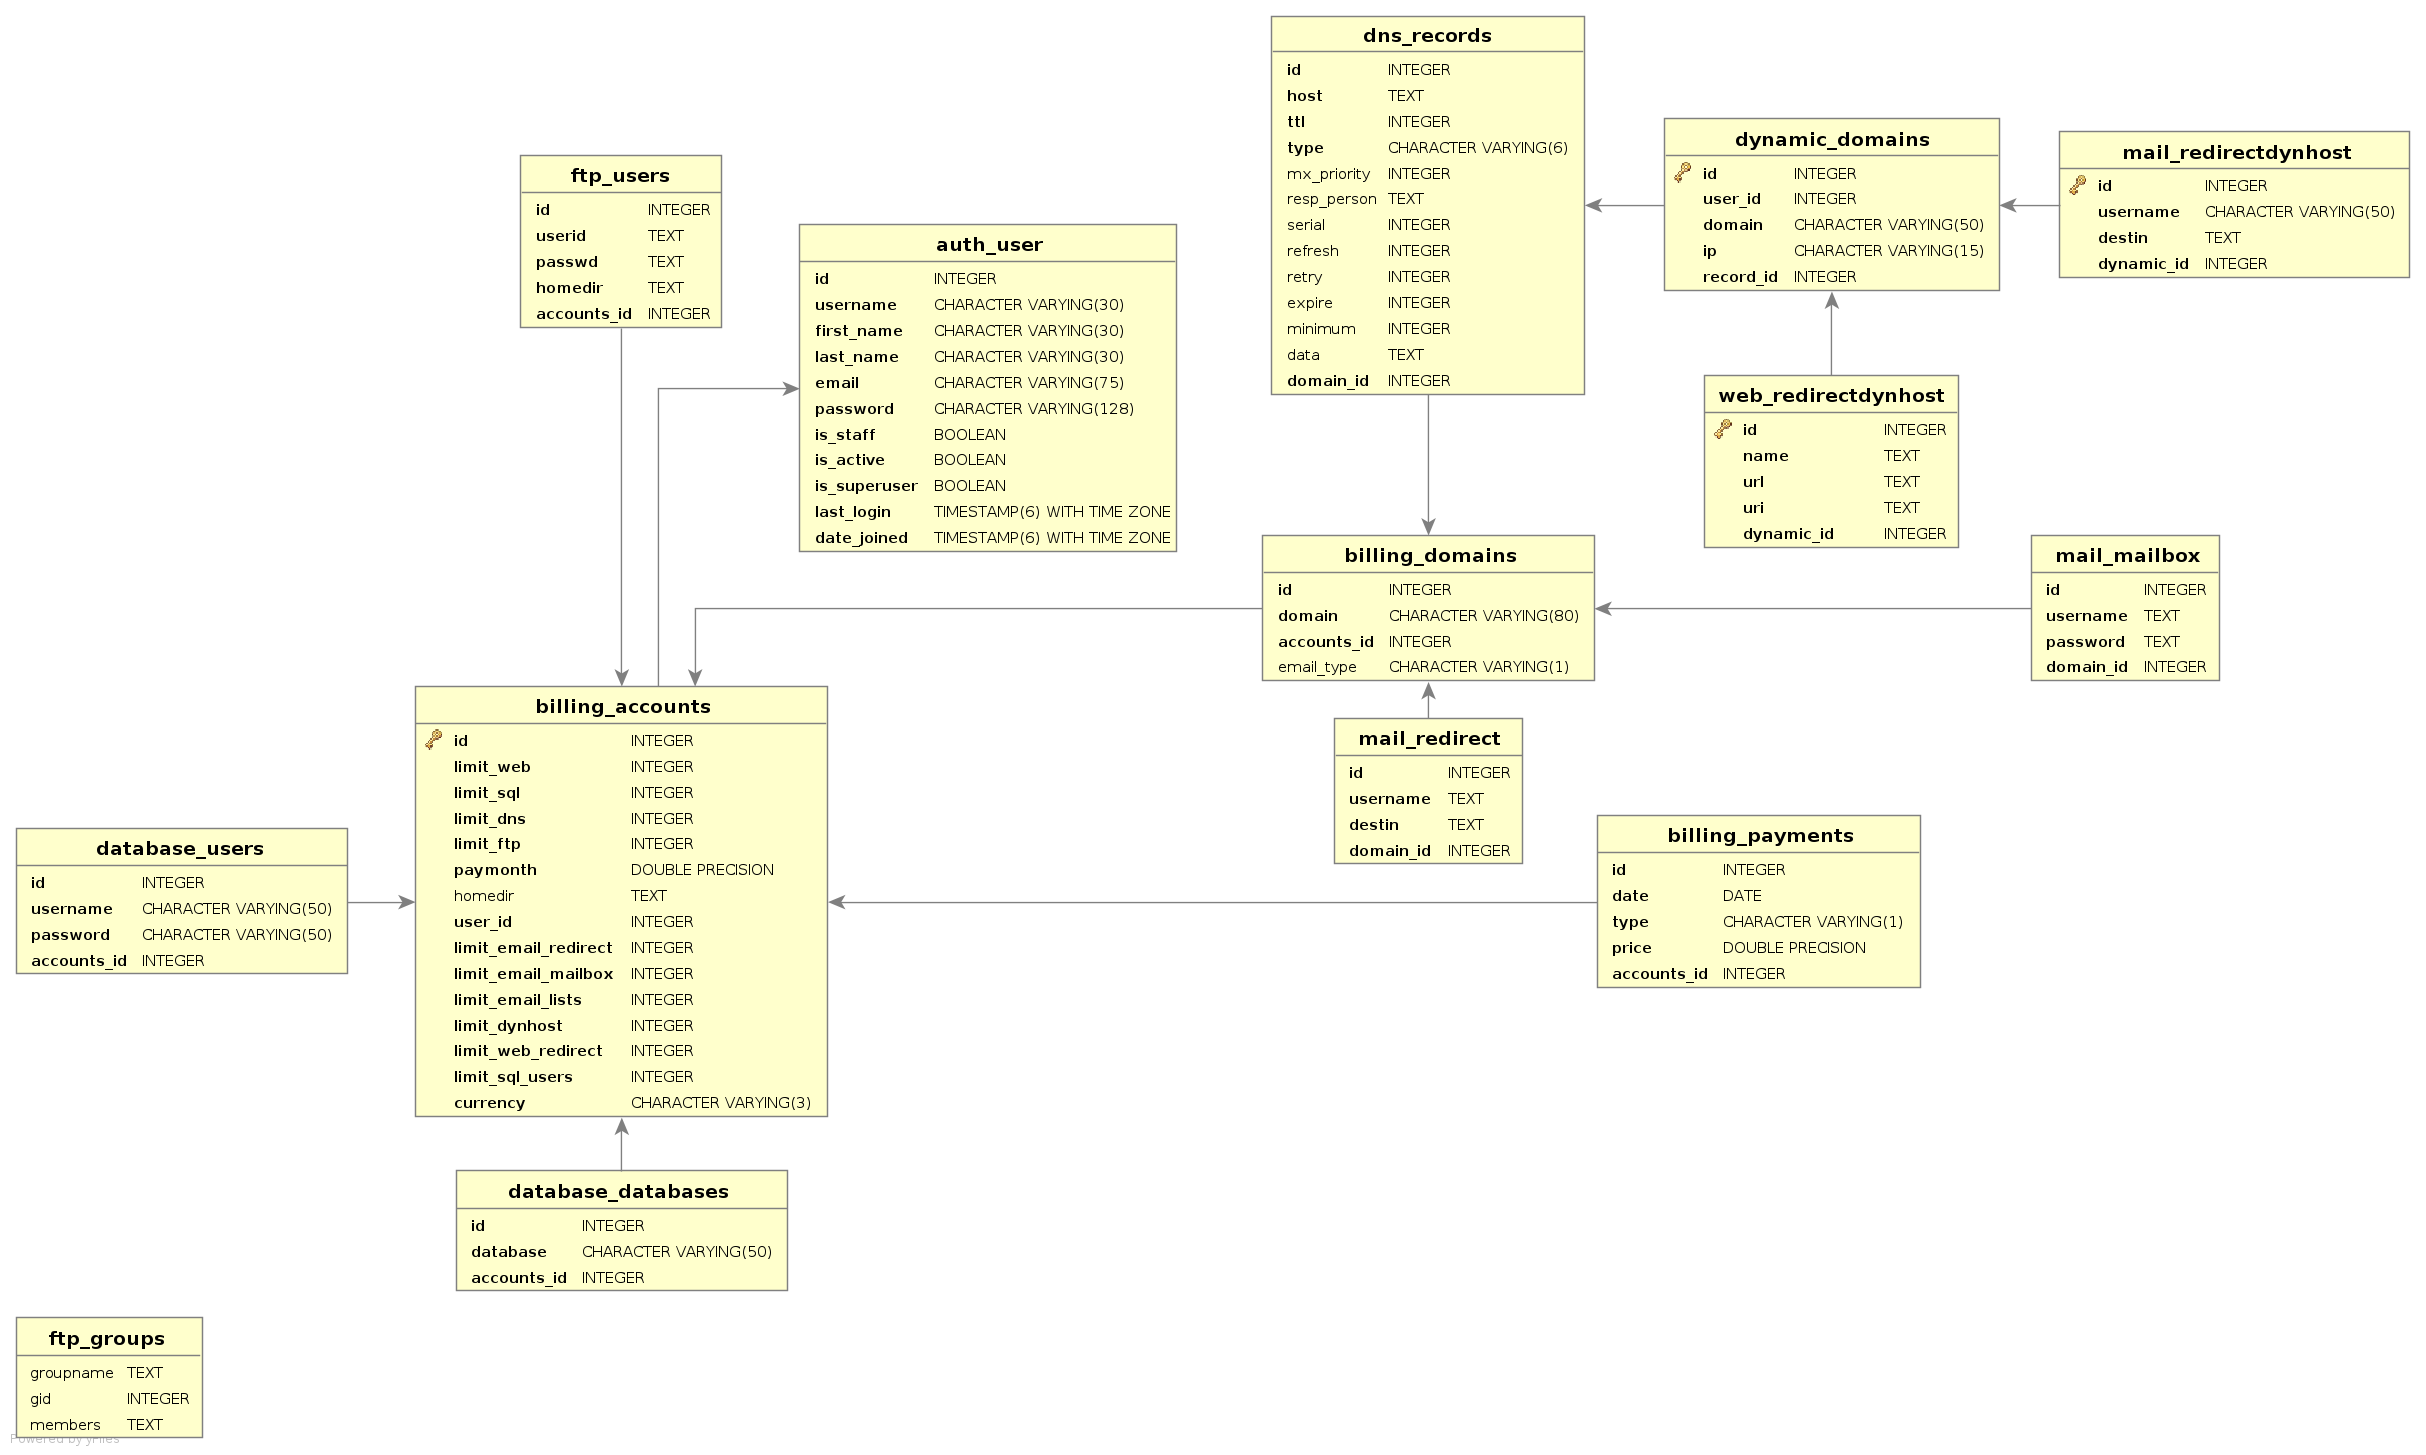 dns_records
id INTEGER
host TEXT
ttl INTEGER
type CHARACTER VARYING(6)
mx_priority INTEGER
resp_person TEXT
serial INTEGER
refresh INTEGER
retry INTEGER
expire INTEGER
minimum INTEGER
data TEXT
domain_id INTEGER
dynamic_domains
id INTEGER
user_id INTEGER
domain CHARACTER VARYING(50)
ip CHARACTER VARYING(15)
record_id INTEGER
mail_redirectdynhost
id INTEGER
username CHARACTER VARYING(50)
destin TEXT
dynamic_id INTEGER
ftp_users
id INTEGER
userid TEXT
passwd TEXT
homedir TEXT
accounts_id INTEGER
auth_user
id INTEGER
username CHARACTER VARYING(30)
first_name CHARACTER VARYING(30)
last_name CHARACTER VARYING(30)
email CHARACTER VARYING(75)
password CHARACTER VARYING(128)
is_staff BOOLEAN
is_active BOOLEAN
is_superuser BOOLEAN
last_login TIMESTAMP(6) WITH TIME ZONE
date_joined TIMESTAMP(6) WITH TIME ZONE
web_redirectdynhost
id INTEGER
name TEXT
url TEXT
uri TEXT
dynamic_id INTEGER
billing_domains
id INTEGER
domain CHARACTER VARYING(80)
accounts_id INTEGER
email_type CHARACTER VARYING(1)
mail_mailbox
id INTEGER
username TEXT
password TEXT
domain_id INTEGER
billing_accounts
id INTEGER
limit_web INTEGER
limit_sql INTEGER
limit_dns INTEGER
limit_ftp INTEGER
paymonth DOUBLE PRECISION
homedir TEXT
user_id INTEGER
limit_email_redirect INTEGER
limit_email_mailbox INTEGER
limit_email_lists INTEGER
limit_dynhost INTEGER
limit_web_redirect INTEGER
limit_sql_users INTEGER
currency CHARACTER VARYING(3)
mail_redirect
id INTEGER
username TEXT
destin TEXT
domain_id INTEGER
billing_payments
id INTEGER
date DATE
type CHARACTER VARYING(1)
price DOUBLE PRECISION
accounts_id INTEGER
database_users
id INTEGER
username CHARACTER VARYING(50)
password CHARACTER VARYING(50)
accounts_id INTEGER
database_databases
id INTEGER
database CHARACTER VARYING(50)
accounts_id INTEGER
ftp_groups
groupname TEXT
gid INTEGER
members TEXT
Powered by yFiles